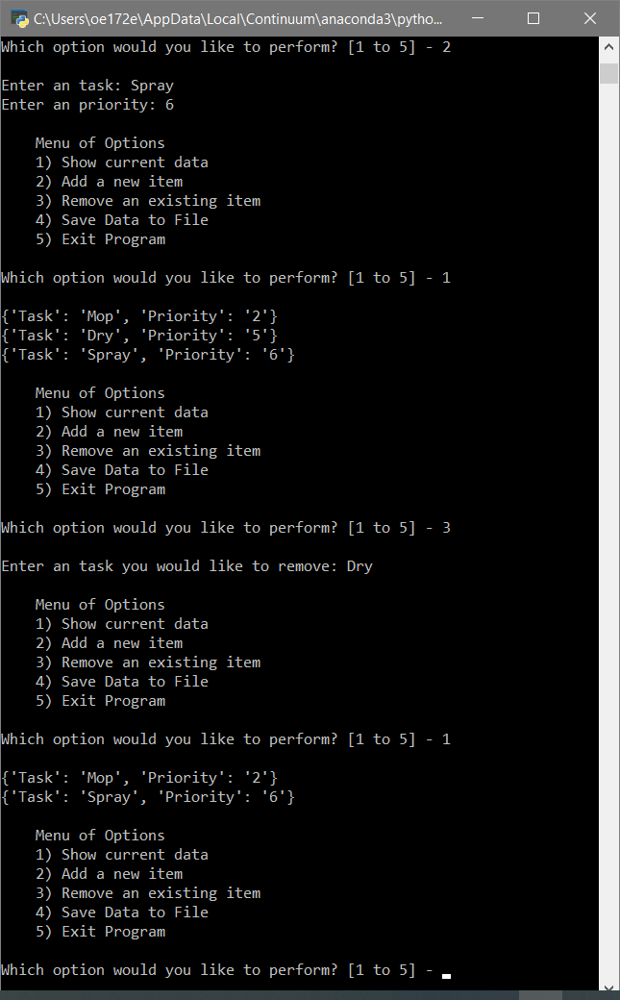 C:\Users\oe172e\AppData\Local\Continuum\anaconda3\pytho...
Which option would you like to perform? [1 to 5] - 2
Enter an task: Spray
Enter an priority: 6
Menu of Options
1) Show current data
2) Add a new item
3) Remove an existing item
4) Save Data to File
5) Exit Program
Which option would you like to perform? [1 to 5] - 1
{'Task': 'Mop', 'Priority': '2'}
{'Task': 'Dry', 'Priority': '5'}
{'Task': 'Spray', 'Priority': '6'}
Menu of Options
1) Show current data
2) Add a new item
3) Remove an existing item
4) Save Data to File
5) Exit Program
Which option would you like to perform? [1 to 5] - 3
Enter an task you would like to remove: Dry
Menu of Options
1) Show current data
2) Add a new item
3) Remove an existing item
4) Save Data to File
5) Exit Program
Which option would you like to perform? [1 to 5] - 1
{'Task': 'Mop', 'Priority': '2'}
{'Task': 'Spray', 'Priority': '6'}
Menu of Options
1) Show current data
2) Add a new item
3) Remove an existing item
4) Save Data to File
5) Exit Program
Which option would you like to perform? [1 to 5] -